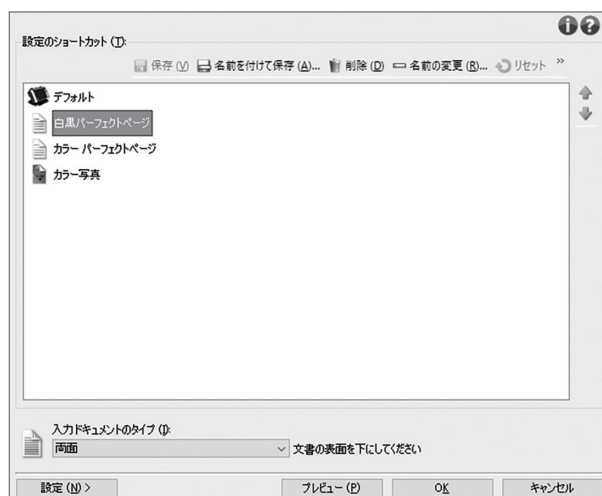 設定のショートカット (T):
保存 (V) 名前を付けて保存 (A)... 削除 (D) 名前の変更 (R)... リセット »
デフォルト
白黒パーフェクトページ
カラー パーフェクトページ
カラー写真
入力ドキュメントのタイプ (I):
両面 文書の表面を下にしてください
設定 (N) > プレビュー (P) OK キャンセル